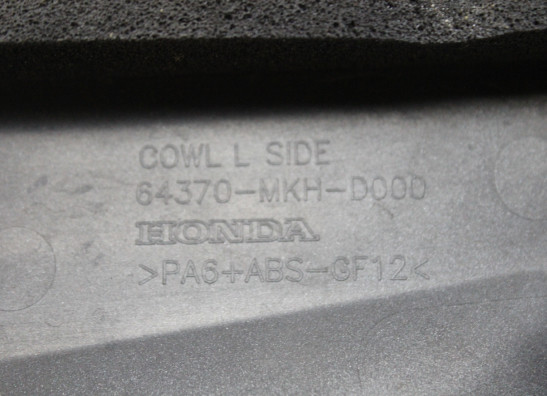 COWL L SIDE
64370-MKH-D00D
HONDA
>PA6+ABS-GF12<